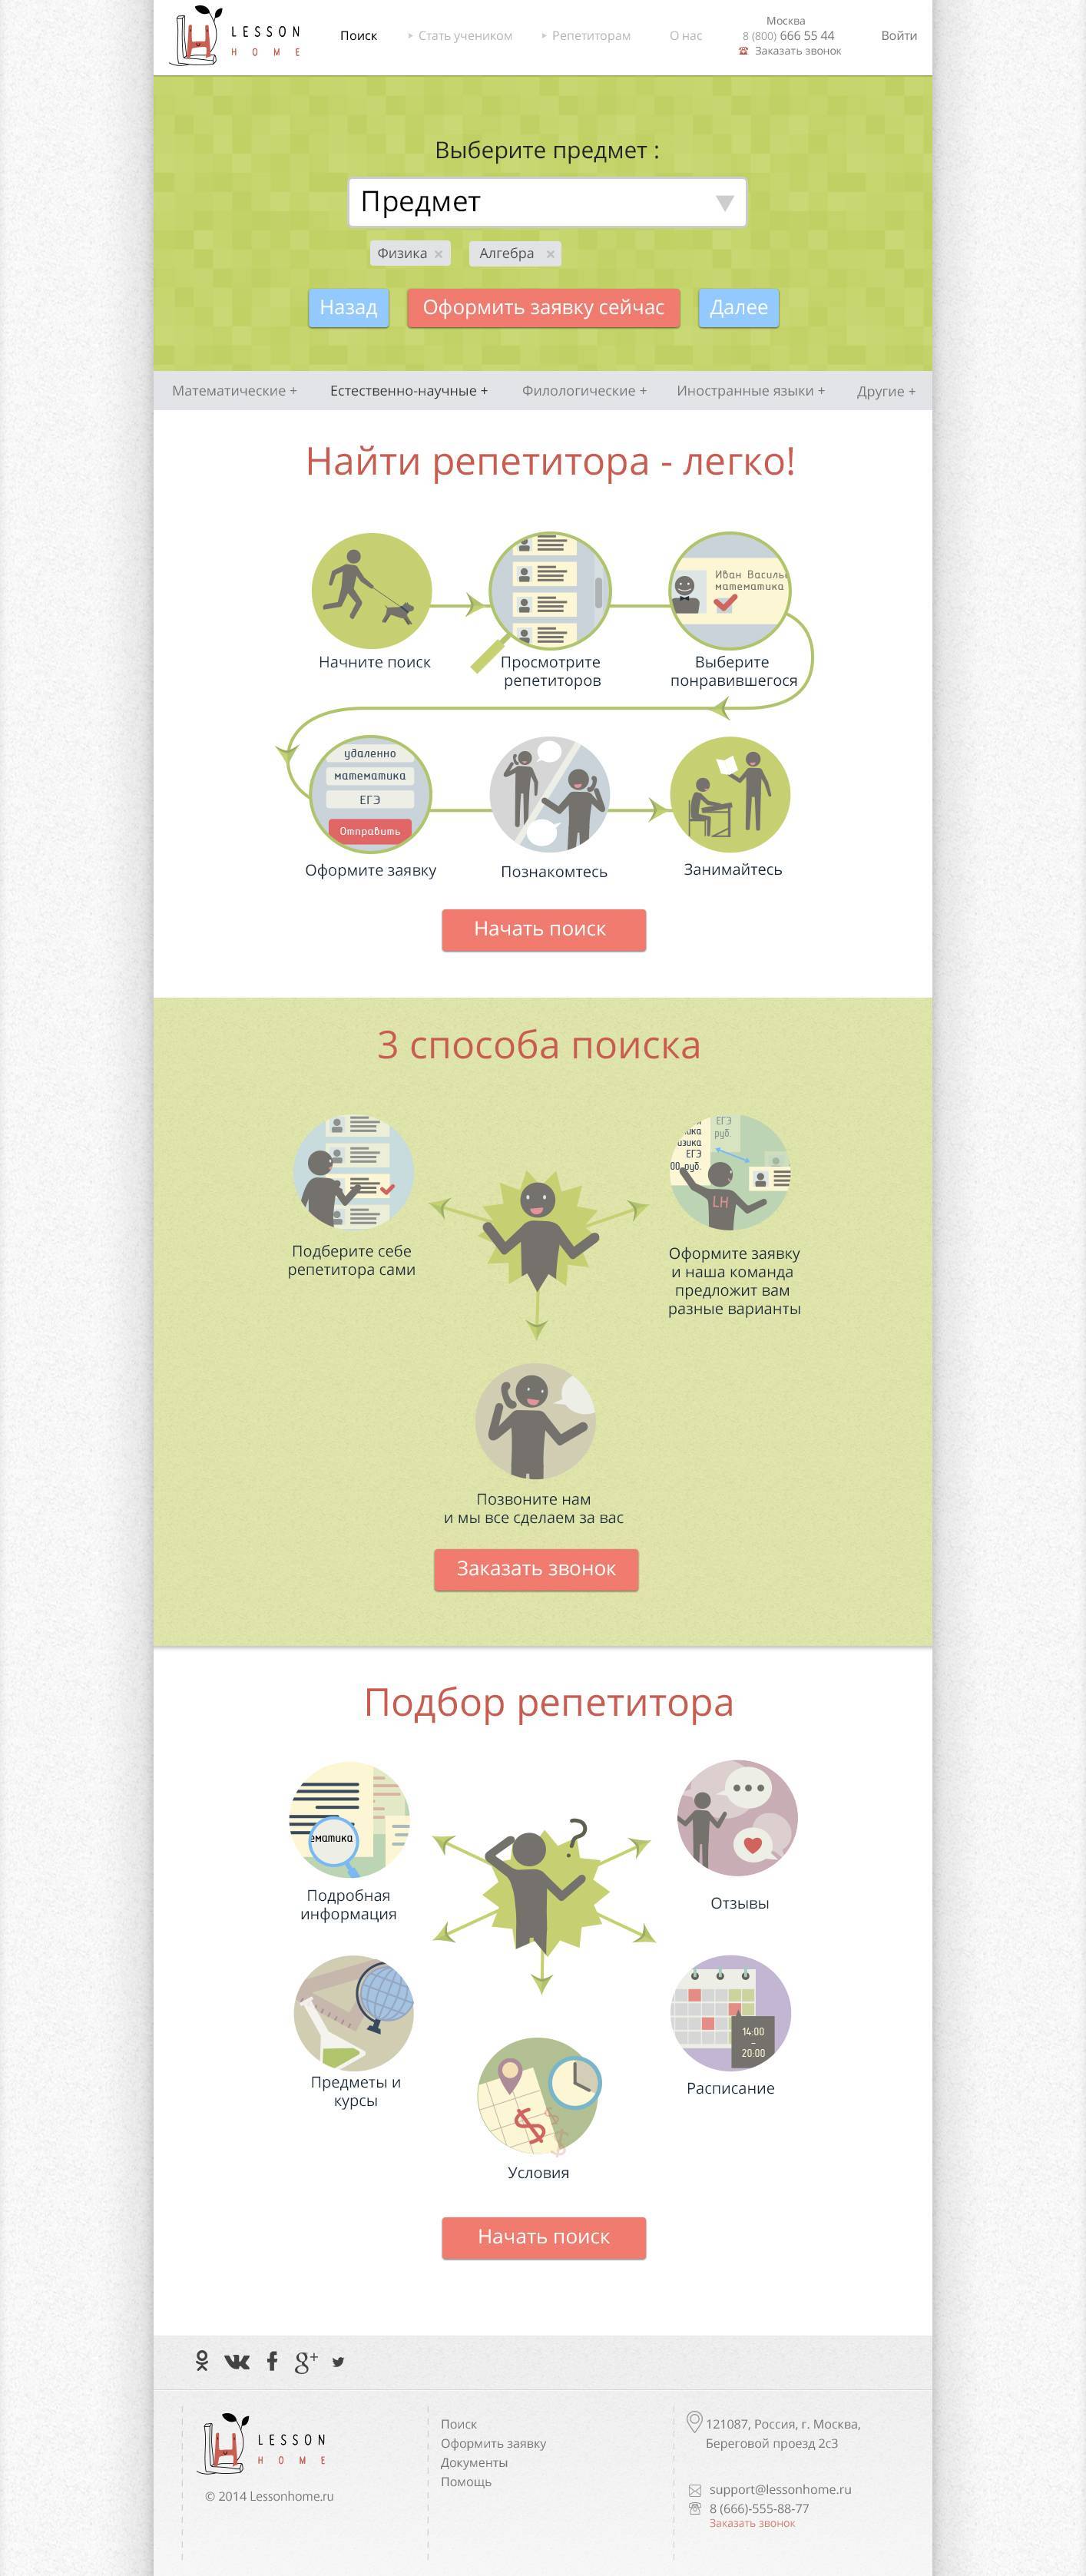 LESSON
HOME
Поиск
Стать учеником
Репетиторам
О нас
Москва
8 (800) 666 55 44
Заказать звонок
Войти
Выберите предмет :
Предмет
Физика ×
Алгебра ×
Назад
Оформить заявку сейчас
Далее
Математические +
Естественно-научные +
Филологические +
Иностранные языки +
Другие +
Найти репетитора - легко!
Иван Василь
математика
Начните поиск
Просмотрите
репетиторов
Выберите
понравившегося
удаленно
математика
ЕГЭ
Отправить
Оформите заявку
Познакомтесь
Занимайтесь
Начать поиск
3 способа поиска
ика
изика
ЕГЭ
00 руб.
ЕГЭ
руб.
LH
Подберите себе
репетитора сами
Оформите заявку
и наша команда
предложит вам
разные варианты
Позвоните нам
и мы все сделаем за вас
Заказать звонок
Подбор репетитора
ематика
?
Подробная
информация
Отзывы
14:00
–
20:00
Предметы и
курсы
Расписание
$
$
$
Условия
Начать поиск
g+
LESSON
HOME
© 2014 Lessonhome.ru
Поиск
Оформить заявку
Документы
Помощь
121087, Россия, г. Москва,
Береговой проезд 2с3
support@lessonhome.ru
8 (666)-555-88-77
Заказать звонок